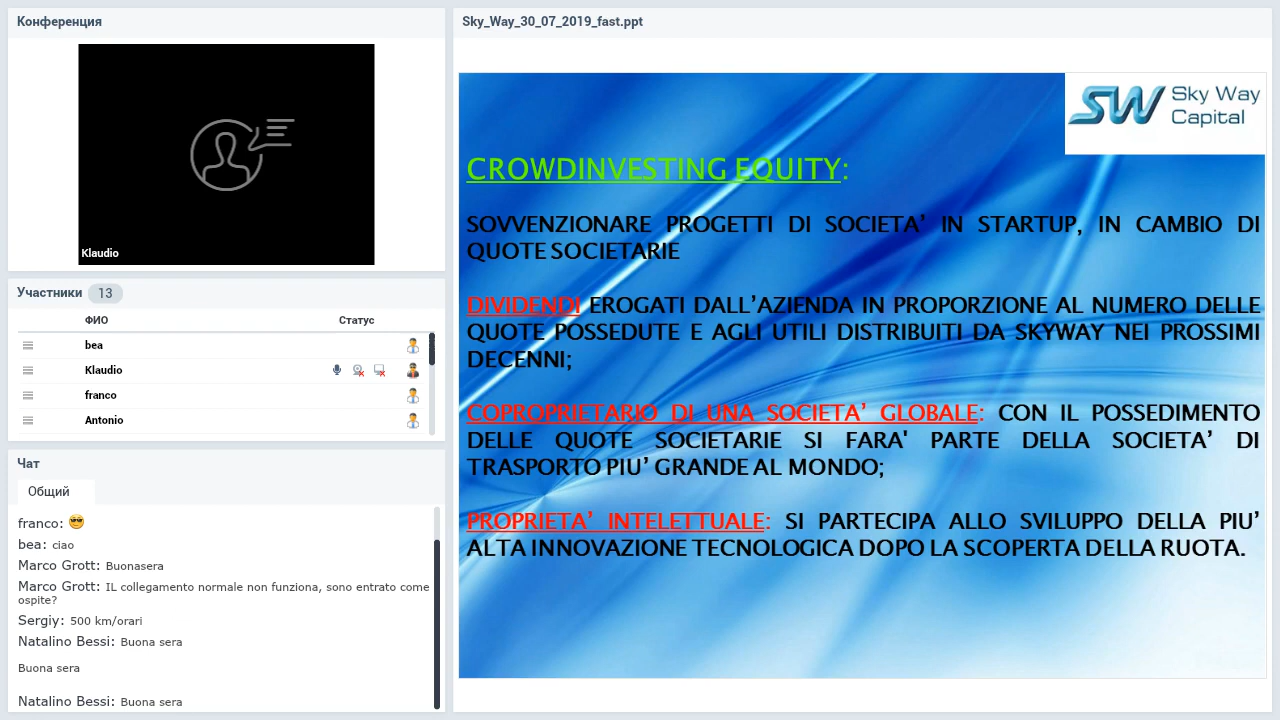 Конференция
Klaudio
Участники 13
ФИО Статус
bea
Klaudio
franco
Antonio
Чат
Общий
franco:
bea: ciao
Marco Grott: Buonasera
Marco Grott: IL collegamento normale non funziona, sono entrato come
ospite?
Sergiy: 500 km/orari
Natalino Bessi: Buona sera
Buona sera
Natalino Bessi: Buona sera
Sky_Way_30_07_2019_fast.ppt
SW Sky Way
Capital
CROWDINVESTING EQUITY:
SOVVENZIONARE PROGETTI DI SOCIETA’ IN STARTUP, IN CAMBIO DI
QUOTE SOCIETARIE
DIVIDENDI EROGATI DALL’AZIENDA IN PROPORZIONE AL NUMERO DELLE
QUOTE POSSEDUTE E AGLI UTILI DISTRIBUITI DA SKYWAY NEI PROSSIMI
DECENNI;
COPROPRIETARIO DI UNA SOCIETA’ GLOBALE: CON IL POSSEDIMENTO
DELLE QUOTE SOCIETARIE SI FARA' PARTE DELLA SOCIETA’ DI
TRASPORTO PIU’ GRANDE AL MONDO;
PROPRIETA’ INTELETTUALE: SI PARTECIPA ALLO SVILUPPO DELLA PIU’
ALTA INNOVAZIONE TECNOLOGICA DOPO LA SCOPERTA DELLA RUOTA.